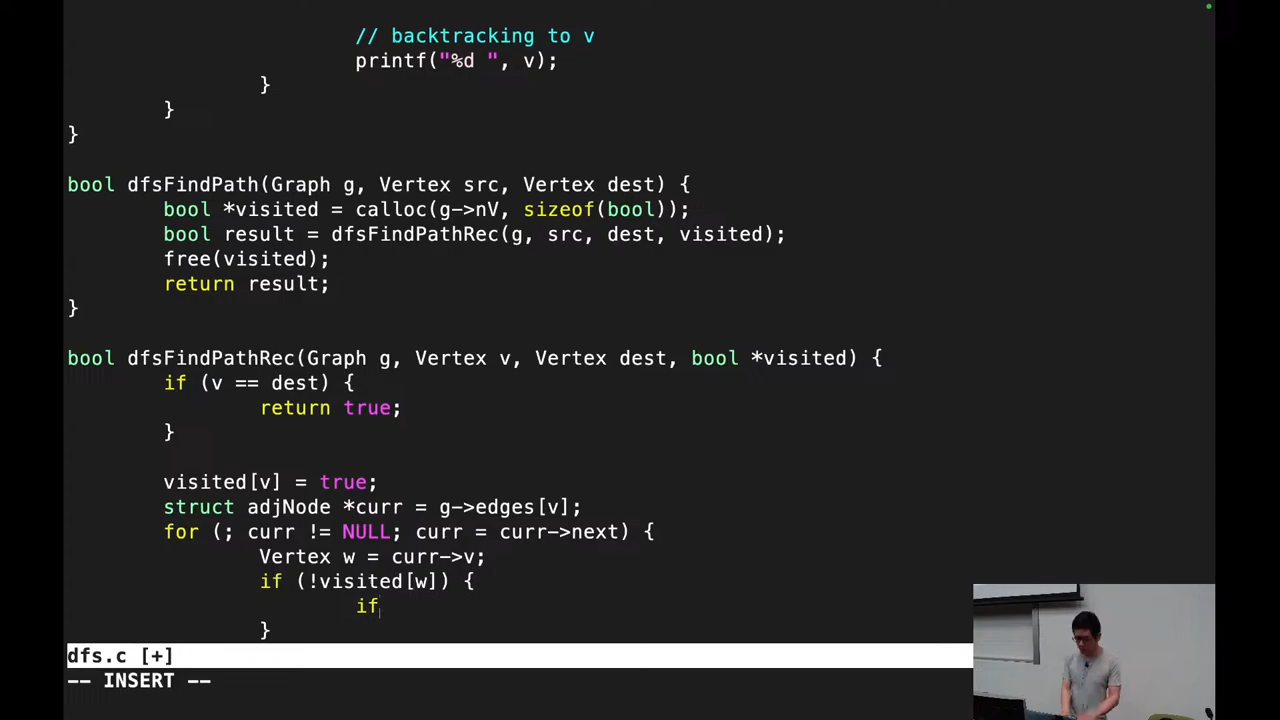 // backtracking to v
printf("%d ", v);
}
}
}
bool dfsFindPath(Graph g, Vertex src, Vertex dest) {
bool *visited = calloc(g->nV, sizeof(bool));
bool result = dfsFindPathRec(g, src, dest, visited);
free(visited);
return result;
}
bool dfsFindPathRec(Graph g, Vertex v, Vertex dest, bool *visited) {
if (v == dest) {
return true;
}
visited[v] = true;
struct adjNode *curr = g->edges[v];
for (; curr != NULL; curr = curr->next) {
Vertex w = curr->v;
if (!visited[w]) {
if
}
dfs.c [+]
-- INSERT --